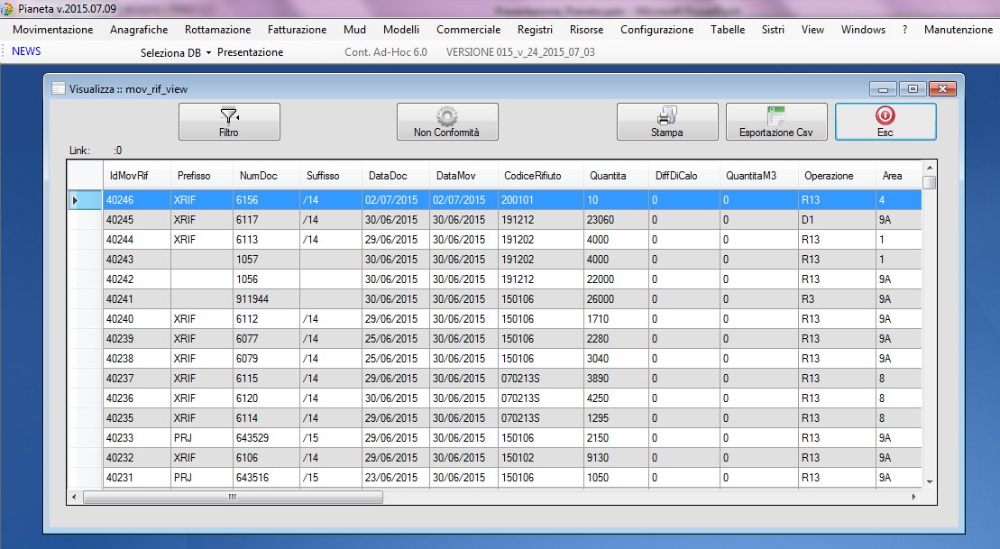 Pianeta v.2015.07.09
Movimentazione Anagrafiche Rottamazione Fatturazione Mud Modelli Commerciale Registri Risorse Configurazione Tabelle Sistri View Windows ? Manutenzione
NEWS Seleziona DB Presentazione Cont. Ad-Hoc 6.0 VERSIONE 015_v_24_2015_07_03
Visualizza :: mov_rif_view
Filtro Non Conformità Stampa Esportazione Csv Esc
Link: :0
IdMovRif Prefisso NumDoc Suffisso DataDoc DataMov CodiceRifiuto Quantita DiffDiCalo QuantitaM3 Operazione Area
40246 XRIF 6156 /14 02/07/2015 02/07/2015 200101 10 0 0 R13 4
40245 XRIF 6117 /14 30/06/2015 30/06/2015 191212 23060 0 0 D1 9A
40244 XRIF 6113 /14 29/06/2015 30/06/2015 191202 4000 0 0 R13 1
40243 1057 30/06/2015 30/06/2015 191202 4000 0 0 R13 1
40242 1056 30/06/2015 30/06/2015 191212 22000 0 0 R13 9A
40241 911944 30/06/2015 30/06/2015 150106 26000 0 0 R3 9A
40240 XRIF 6112 /14 29/06/2015 30/06/2015 150106 1710 0 0 R13 9A
40239 XRIF 6077 /14 25/06/2015 30/06/2015 150106 2280 0 0 R13 9A
40238 XRIF 6079 /14 25/06/2015 30/06/2015 150106 3040 0 0 R13 9A
40237 XRIF 6115 /14 29/06/2015 30/06/2015 070213S 3890 0 0 R13 8
40236 XRIF 6120 /14 30/06/2015 30/06/2015 070213S 4250 0 0 R13 8
40235 XRIF 6114 /14 29/06/2015 30/06/2015 070213S 1295 0 0 R13 8
40233 PRJ 643529 /15 29/06/2015 30/06/2015 150106 2150 0 0 R13 9A
40232 XRIF 6106 /14 29/06/2015 30/06/2015 150102 9130 0 0 R13 9A
40231 PRJ 643516 /15 23/06/2015 30/06/2015 150106 1050 0 0 R13 9A